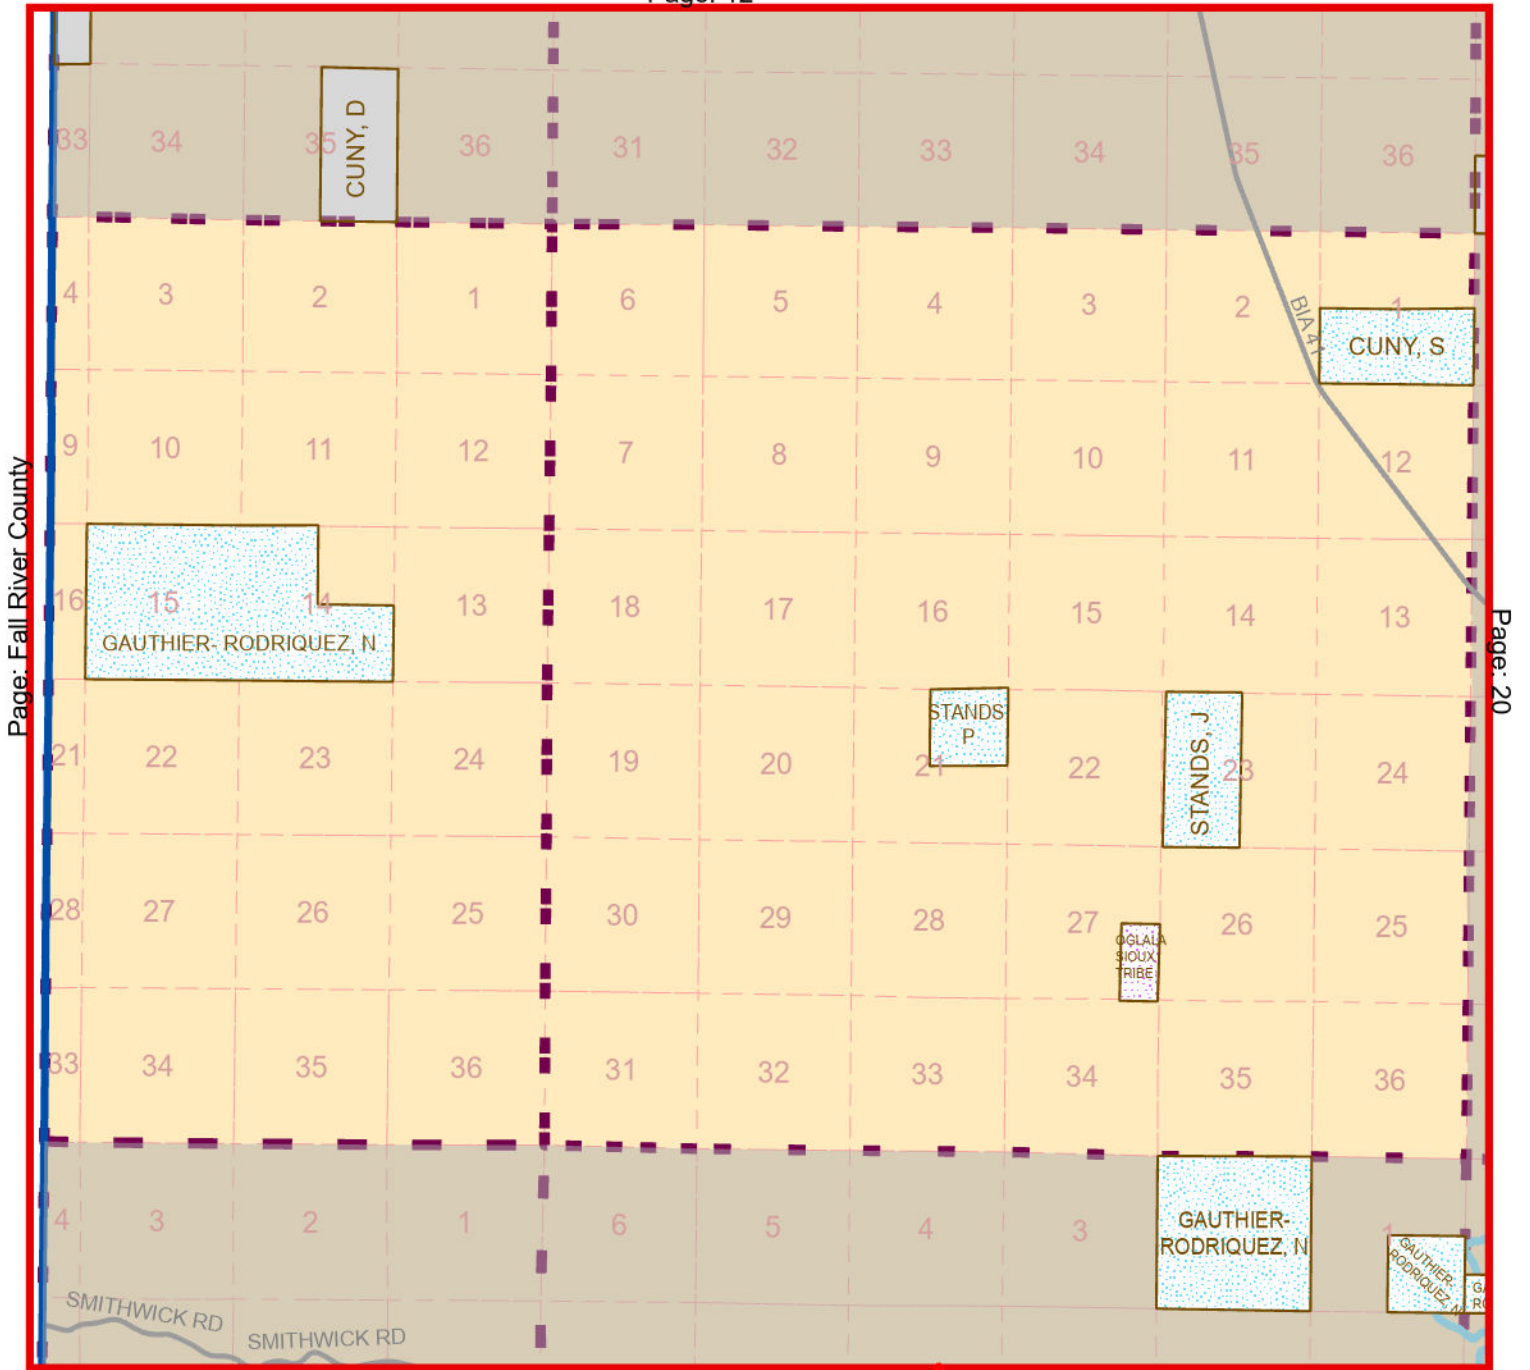 33 34 35 36 31 32 33 34 35 36
CUNY, D
4 3 2 1 6 5 4 3 2 1
BIA 41
CUNY, S
9 10 11 12 7 8 9 10 11 12
Page: Fall River County
16 15 14 13 18 17 16 15 14 13
GAUTHIER- RODRIQUEZ, N
Page: 20
STANDS
P
STANDS, J
21 22 23 24 19 20 21 22 23 24
28 27 26 25 30 29 28 27 26 25
OGLALA
SIOUX
TRIBE
33 34 35 36 31 32 33 34 35 36
4 3 2 1 6 5 4 3 1
GAUTHIER-
RODRIQUEZ, N
GAUTHIER-
RODRIQUEZ, N
SMITHWICK RD
SMITHWICK RD